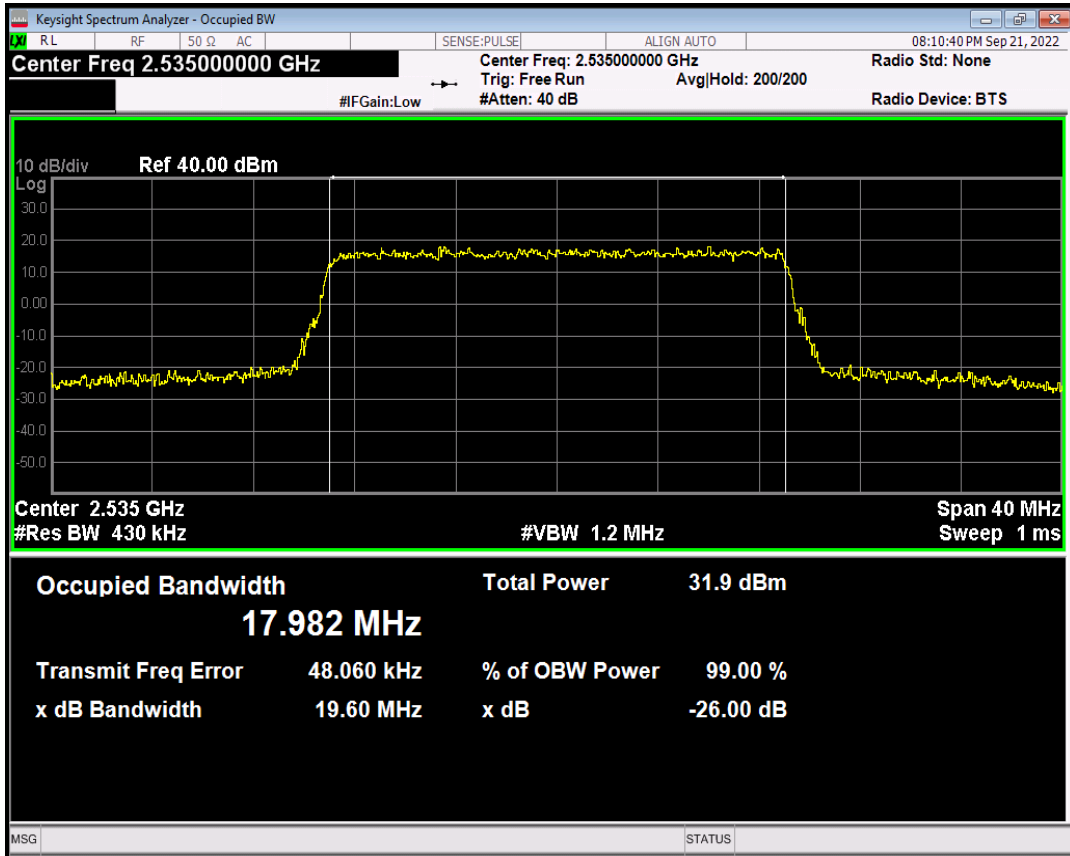 Keysight Spectrum Analyzer - Occupied BW
LXI RL RF 50 Ω AC SENSE:PULSE ALIGN AUTO 08:10:40 PM Sep 21, 2022
Center Freq 2.535000000 GHz Center Freq: 2.535000000 GHz Radio Std: None
Trig: Free Run Avg|Hold: 200/200
#IFGain:Low #Atten: 40 dB Radio Device: BTS
10 dB/div Ref 40.00 dBm
Log
30.0
20.0
10.0
0.00
-10.0
-20.0
-30.0
-40.0
-50.0
Center 2.535 GHz Span 40 MHz
#Res BW 430 kHz #VBW 1.2 MHz Sweep 1 ms
Occupied Bandwidth Total Power 31.9 dBm
17.982 MHz
Transmit Freq Error 48.060 kHz % of OBW Power 99.00 %
x dB Bandwidth 19.60 MHz x dB -26.00 dB
MSG STATUS